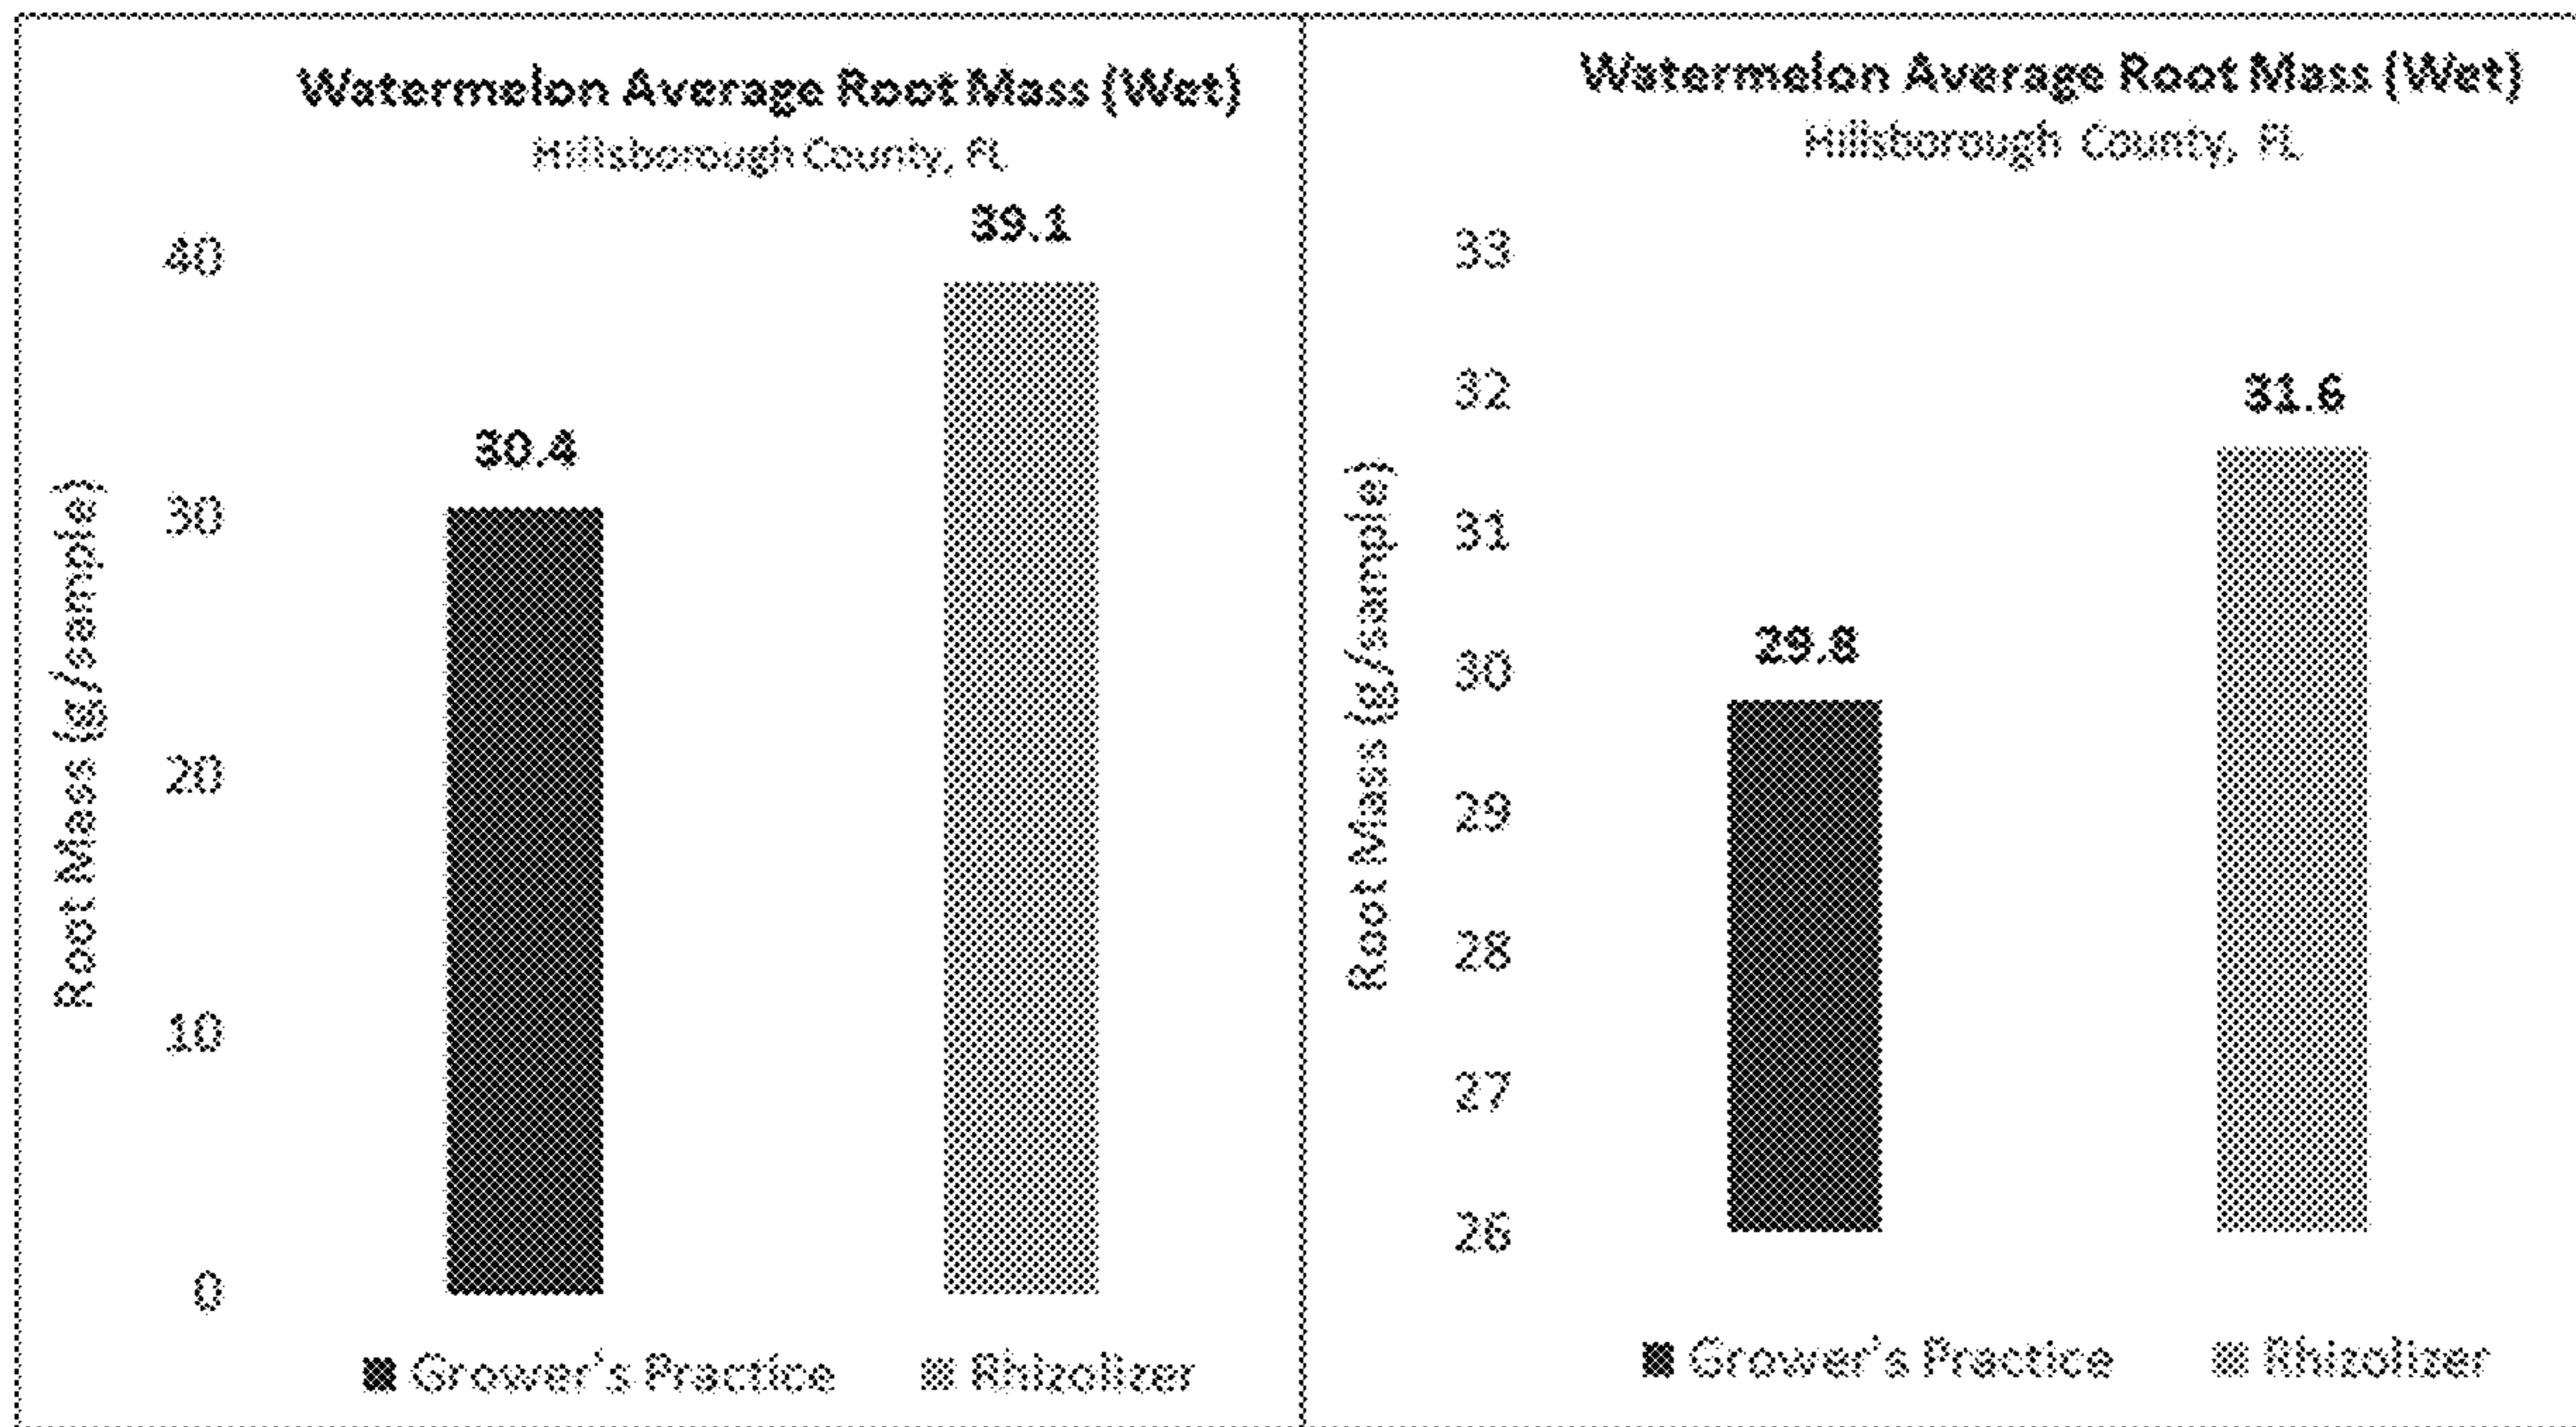 Watermelon Average Root Mass (Wet)
Hillsborough County, FL
Root Mass (g/sample)
40
30
20
10
0
30.4
39.1
Grower's Practice
Rhizolizer
Watermelon Average Root Mass (Wet)
Hillsborough County, FL
Root Mass (g/sample)
33
32
31
30
29
28
27
26
29.8
31.6
Grower's Practice
Rhizolizer